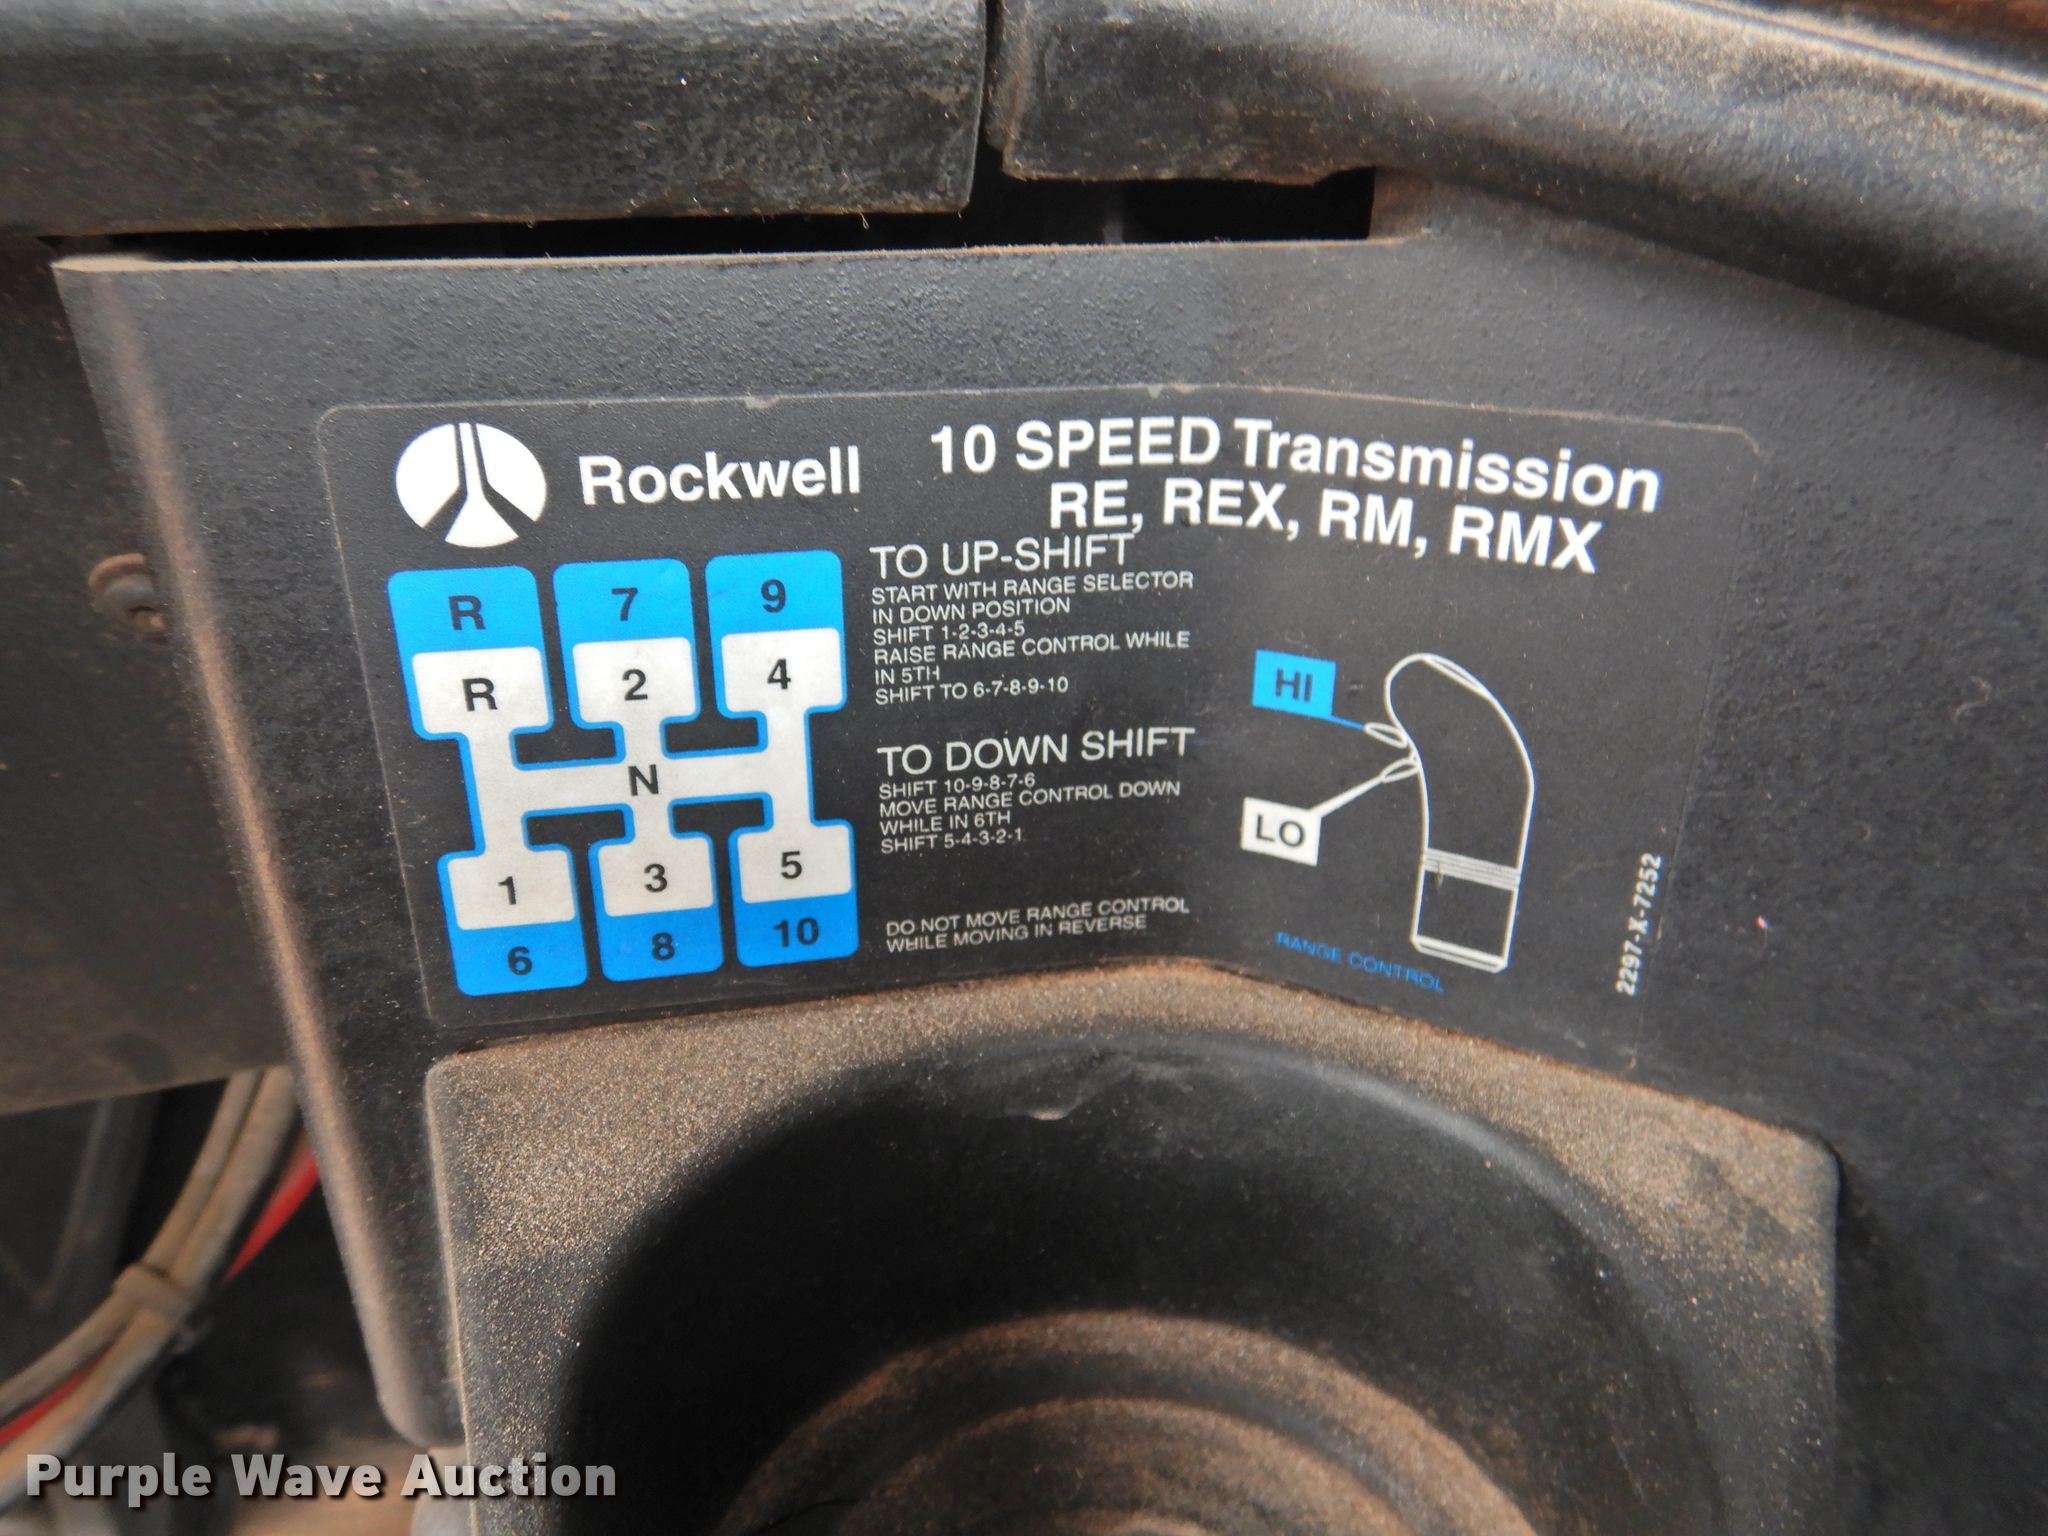 Rockwell
10 SPEED Transmission
RE, REX, RM, RMX
R 7 9
R 2 4
N
1 3 5
6 8 10
TO UP-SHIFT
START WITH RANGE SELECTOR
IN DOWN POSITION
SHIFT 1-2-3-4-5
RAISE RANGE CONTROL WHILE
IN 5TH
SHIFT TO 6-7-8-9-10
TO DOWN SHIFT
SHIFT 10-9-8-7-6
MOVE RANGE CONTROL DOWN
WHILE IN 6TH
SHIFT 5-4-3-2-1
DO NOT MOVE RANGE CONTROL
WHILE MOVING IN REVERSE
HI
LO
RANGE CONTROL
2297-X-7252
Purple Wave Auction